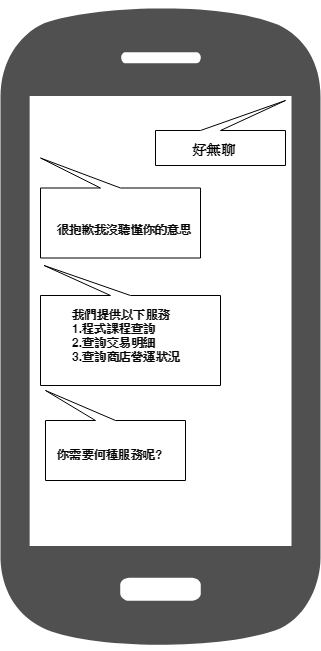 好無聊
很抱歉我沒聽懂你的意思
我們提供以下服務
1.程式課程查詢
2.查詢交易明細
3.查詢商店營運狀況
你需要何種服務呢?